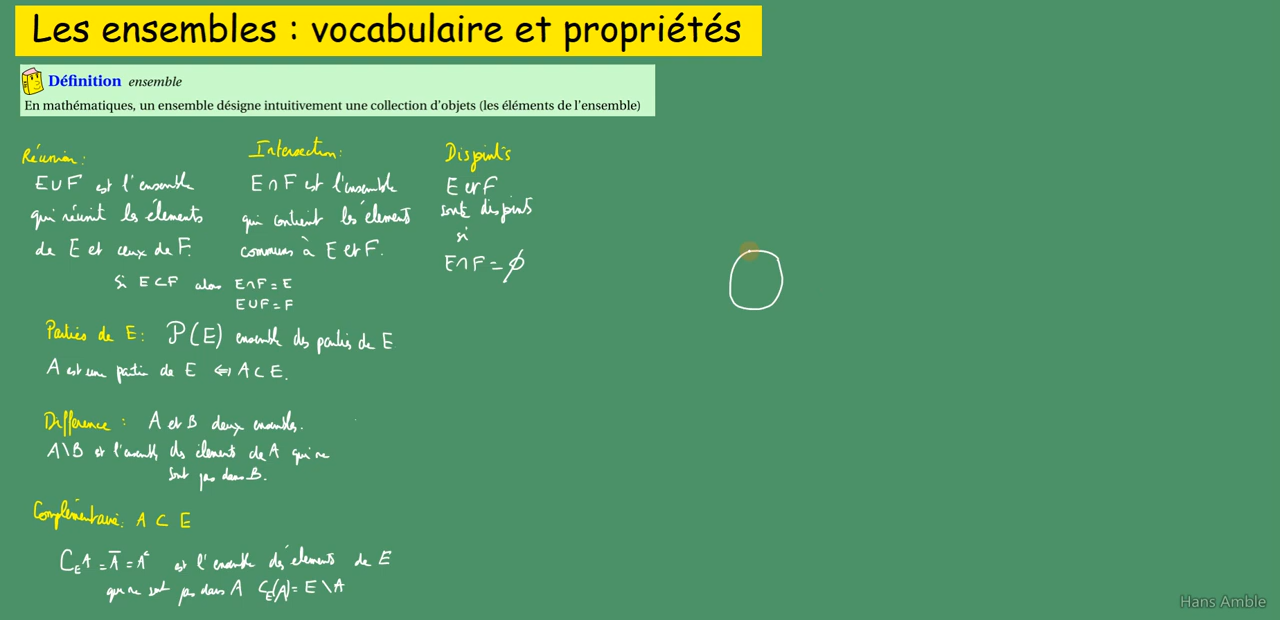 Les ensembles : vocabulaire et propriétés
Définition ensemble
En mathématiques, un ensemble désigne intuitivement une collection d'objets (les éléments de l'ensemble)
Réunion:
E∪F est l'ensemble
qui réunit les éléments
de E et ceux de F.
Intersection:
E∩F est l'ensemble
qui contient les élément
communs à E et F.
Disjoints
E et F
sont disjoints
si
E∩F=∅
Si E⊂F alors E∩F=E
E∪F=F
Parties de E: P(E) ensemble des parties de E
A est une partie de E ⇔ A⊂E.
Différence: A et B deux ensembles.
A\B est l'ensemble des éléments de A qui ne
sont pas dans B.
Complémentaire: A⊂E
C_E A = Ā = Aᶜ est l'ensemble des éléments de E
qui ne sont pas dans A C_E(A)=E\A
Hans Amble